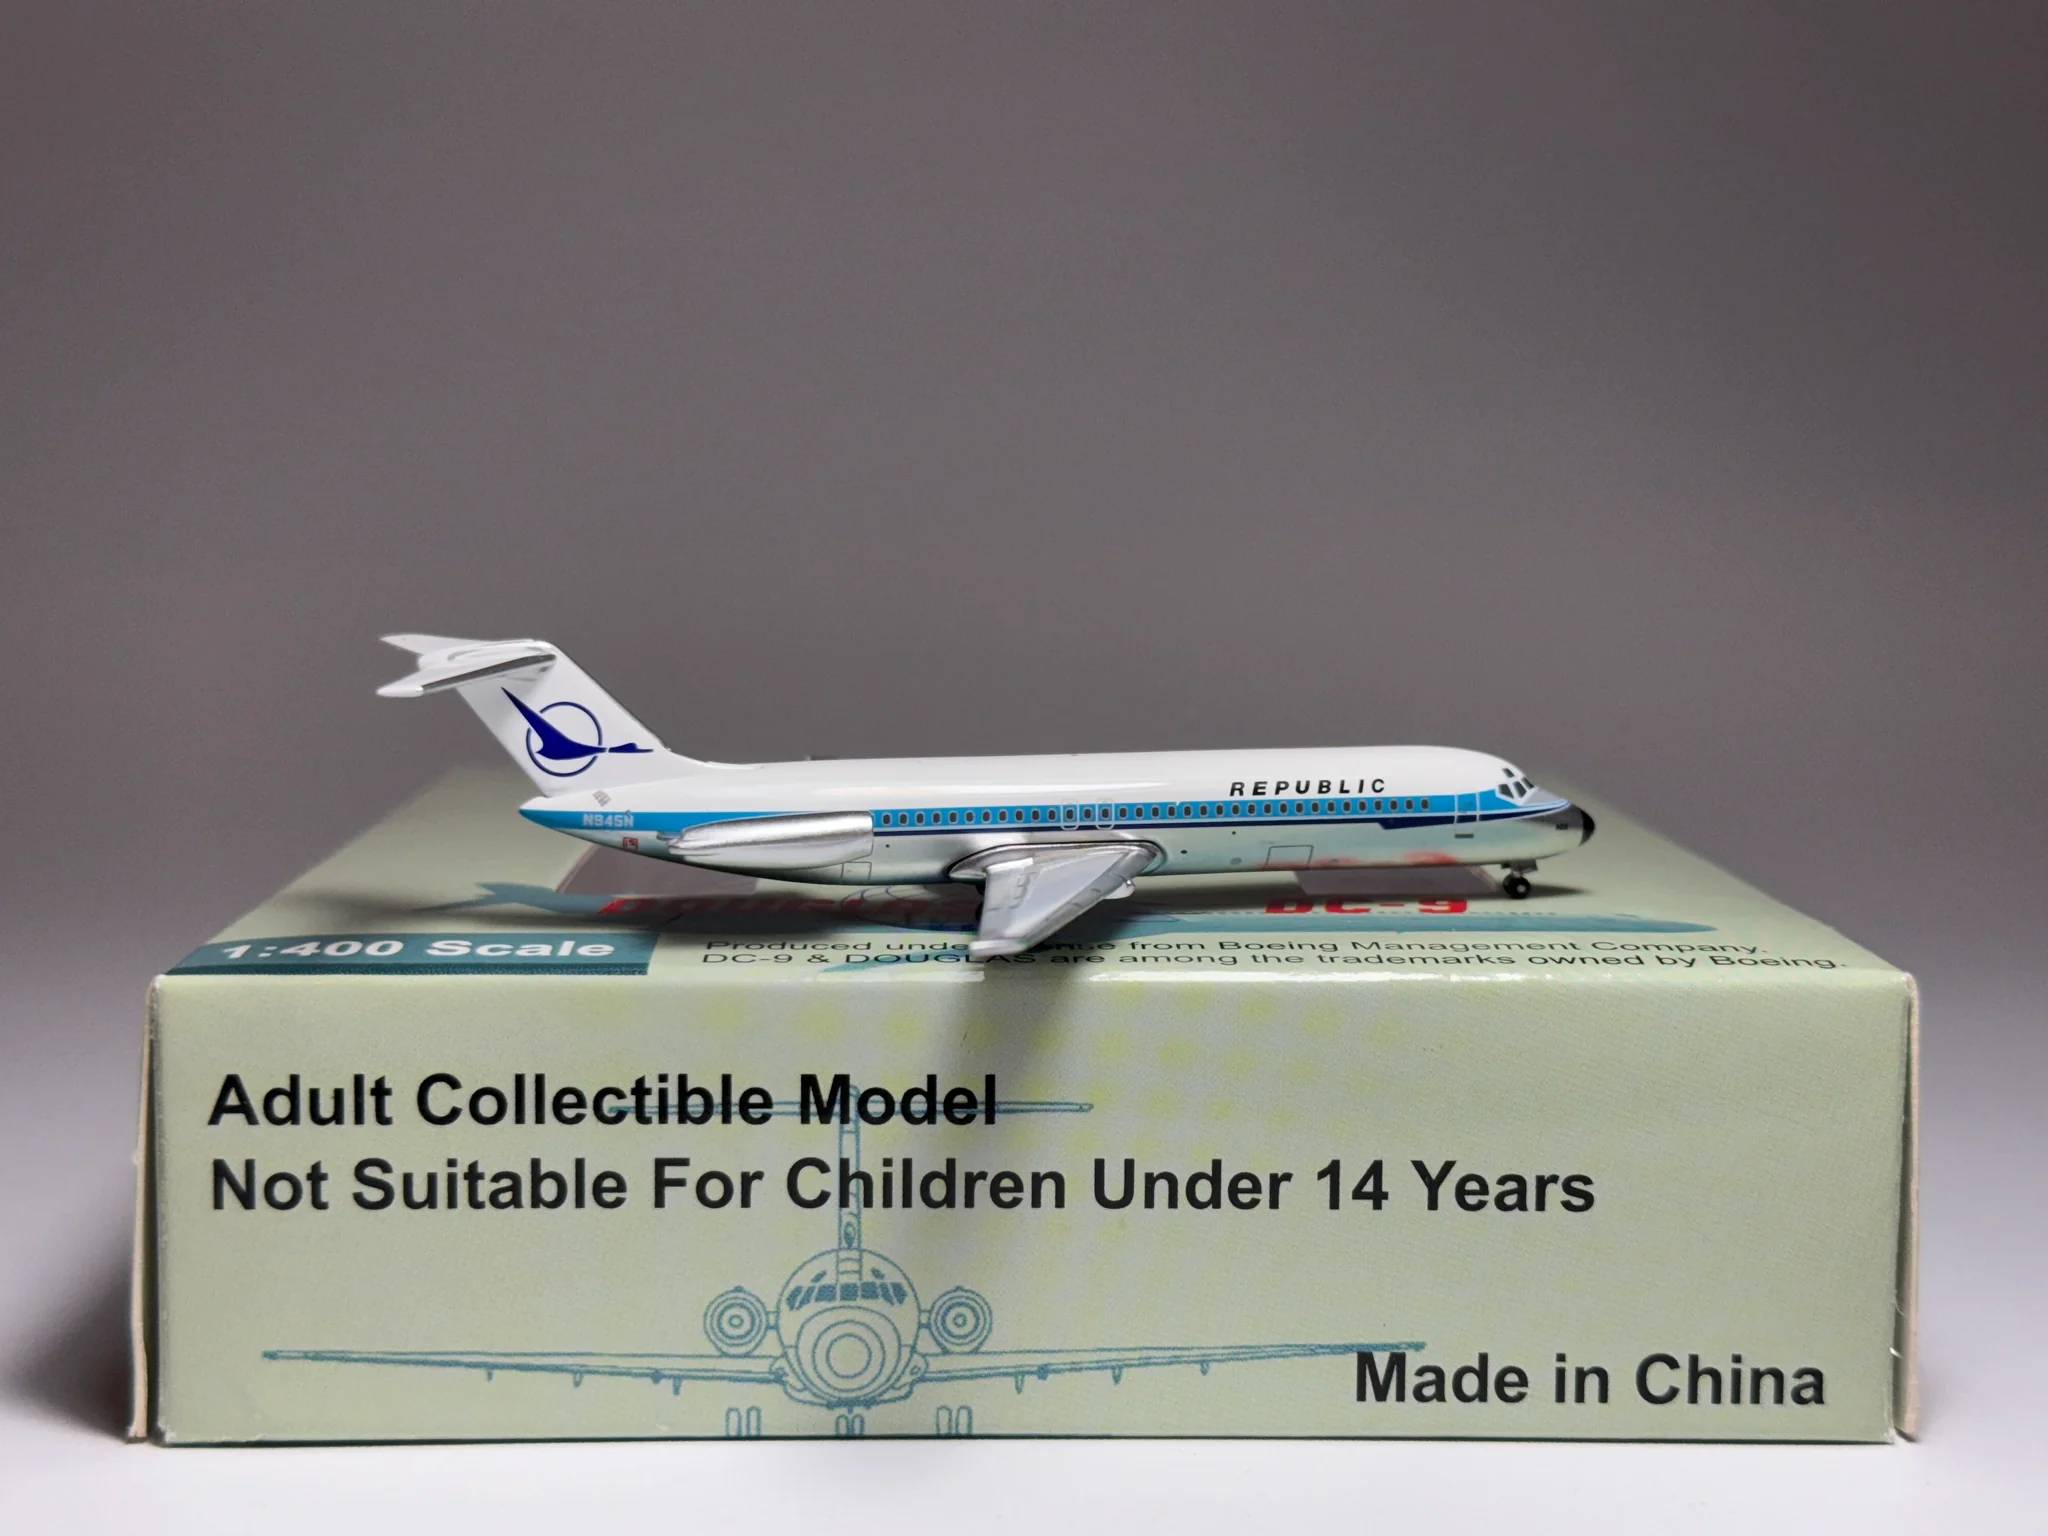 REPUBLIC
N945N
DC-9
1:400 Scale
Produced under from Boeing Management Company.
DC-9 & DOUGLAS are among the trademarks owned by Boeing.
Adult Collectible Model
Not Suitable For Children Under 14 Years
Made in China